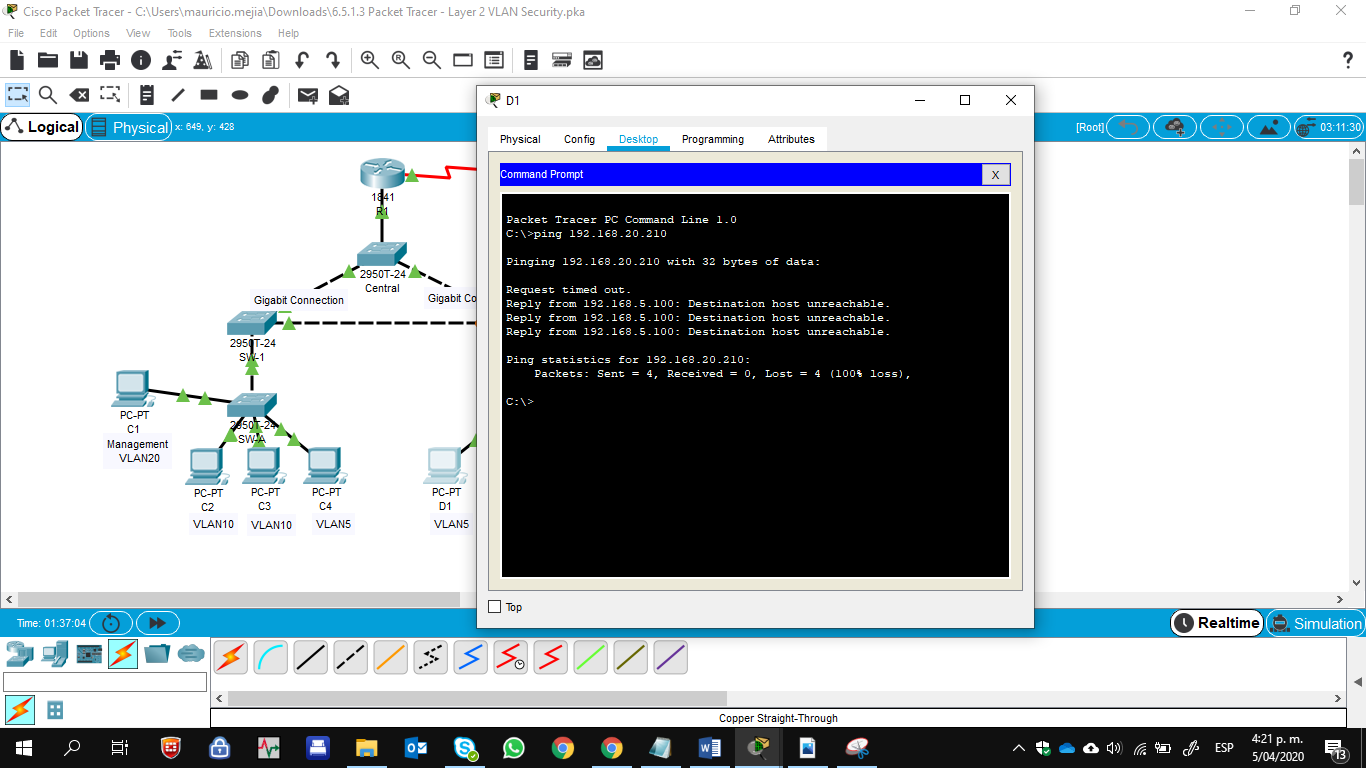 Cisco Packet Tracer - C:\Users\mauricio.mejia\Downloads\6.5.1.3 Packet Tracer - Layer 2 VLAN Security.pka
File Edit Options View Tools Extensions Help
Logical
Physical
x: 649, y: 428
[Root]
03:11:30
1841
R1
2950T-24
Central
Gigabit Connection
Gigabit Co
2950T-24
SW-1
PC-PT
C1
Management
VLAN20
2950T-24
SW-A
PC-PT
C2
VLAN10
PC-PT
C3
VLAN10
PC-PT
C4
VLAN5
PC-PT
D1
VLAN5
D1
Physical Config Desktop Programming Attributes
Command Prompt
X
Packet Tracer PC Command Line 1.0
C:\>ping 192.168.20.210
Pinging 192.168.20.210 with 32 bytes of data:
Request timed out.
Reply from 192.168.5.100: Destination host unreachable.
Reply from 192.168.5.100: Destination host unreachable.
Reply from 192.168.5.100: Destination host unreachable.
Ping statistics for 192.168.20.210:
Packets: Sent = 4, Received = 0, Lost = 4 (100% loss),
C:\>
Top
Time: 01:37:04
Realtime
Simulation
Copper Straight-Through
ESP
4:21 p. m.
5/04/2020
13